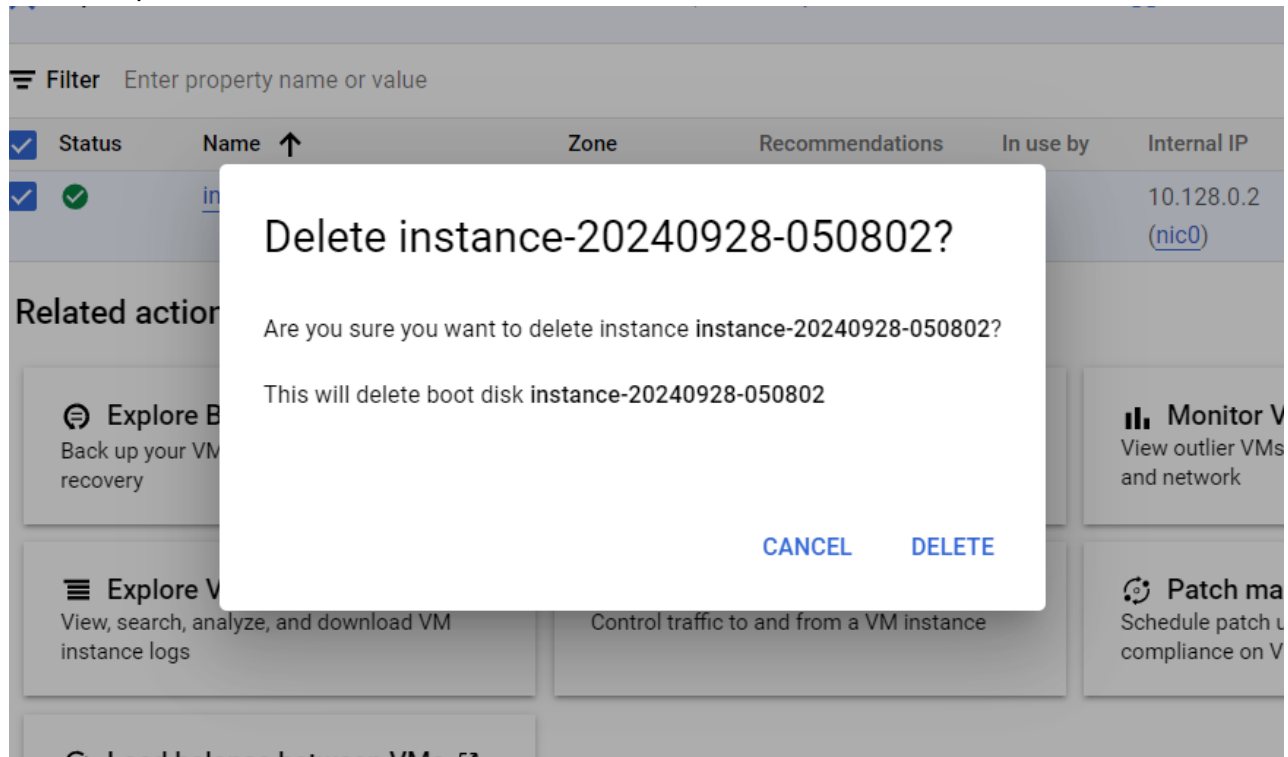 Filter Enter property name or value
Status Name Zone Recommendations In use by Internal IP
in 10.128.0.2
(nic0)
Delete instance-20240928-050802?
Are you sure you want to delete instance instance-20240928-050802?
This will delete boot disk instance-20240928-050802
CANCEL DELETE
Related action
Explore B
Back up your VM
recovery
Monitor V
View outlier VMs
and network
Explore V
View, search, analyze, and download VM
instance logs
Control traffic to and from a VM instance
Patch ma
Schedule patch u
compliance on V